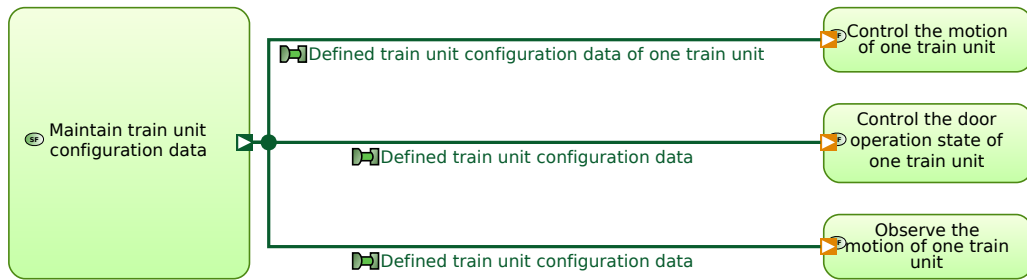 SF
Maintain train unit
configuration data
Defined train unit configuration data of one train unit
Control the motion
of one train unit
Defined train unit configuration data
Control the door
operation state of
one train unit
Defined train unit configuration data
Observe the
motion of one train
unit